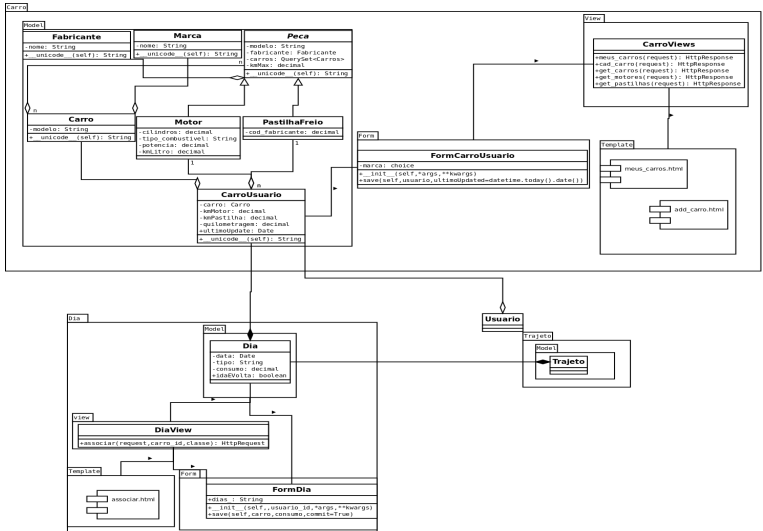 Carro
Model
Fabricante
-nome: String
+__unicode__(self): String
Marca
-nome: String
+__unicode__(self): String
Peca
-modelo: String
-fabricante: Fabricante
-carros: QuerySet<Carros>
-kmMax: decimal
+__unicode__(self): String
n
n
Carro
-modelo: String
+__unicode__(self): String
Motor
-cilindros: decimal
-tipo_combustivel: String
-potencia: decimal
-kmLitro: decimal
PastilhaFreio
-cod_fabricante: decimal
1
1
n
CarroUsuario
-carro: Carro
-kmMotor: decimal
-kmPastilha: decimal
-quilometragem: decimal
+ultimoUpdate: Date
+__unicode__(self): String
Form
FormCarroUsuario
-marca: choice
+__init__(self,*args,**kwargs)
+save(self,usuario,ultimoUpdated=datetime.today().date())
View
CarroViews
+meus_carros(request): HttpResponse
+cad_carro(request): HttpResponse
+get_carros(request): HttpResponse
+get_motores(request): HttpResponse
+get_pastilhas(request): HttpResponse
Template
meus_carros.html
add_carro.html
Usuario
Trajeto
Model
Trajeto
Dia
Model
Dia
-data: Date
-tipo: String
-consumo: decimal
+idaEVolta: boolean
view
DiaView
+associar(request,carro_id,classe): HttpRequest
Template
associar.html
Form
FormDia
+dias_: String
+__init__(self,,usuario_id,*args,**kwargs)
+save(self,carro,consumo,commit=True)